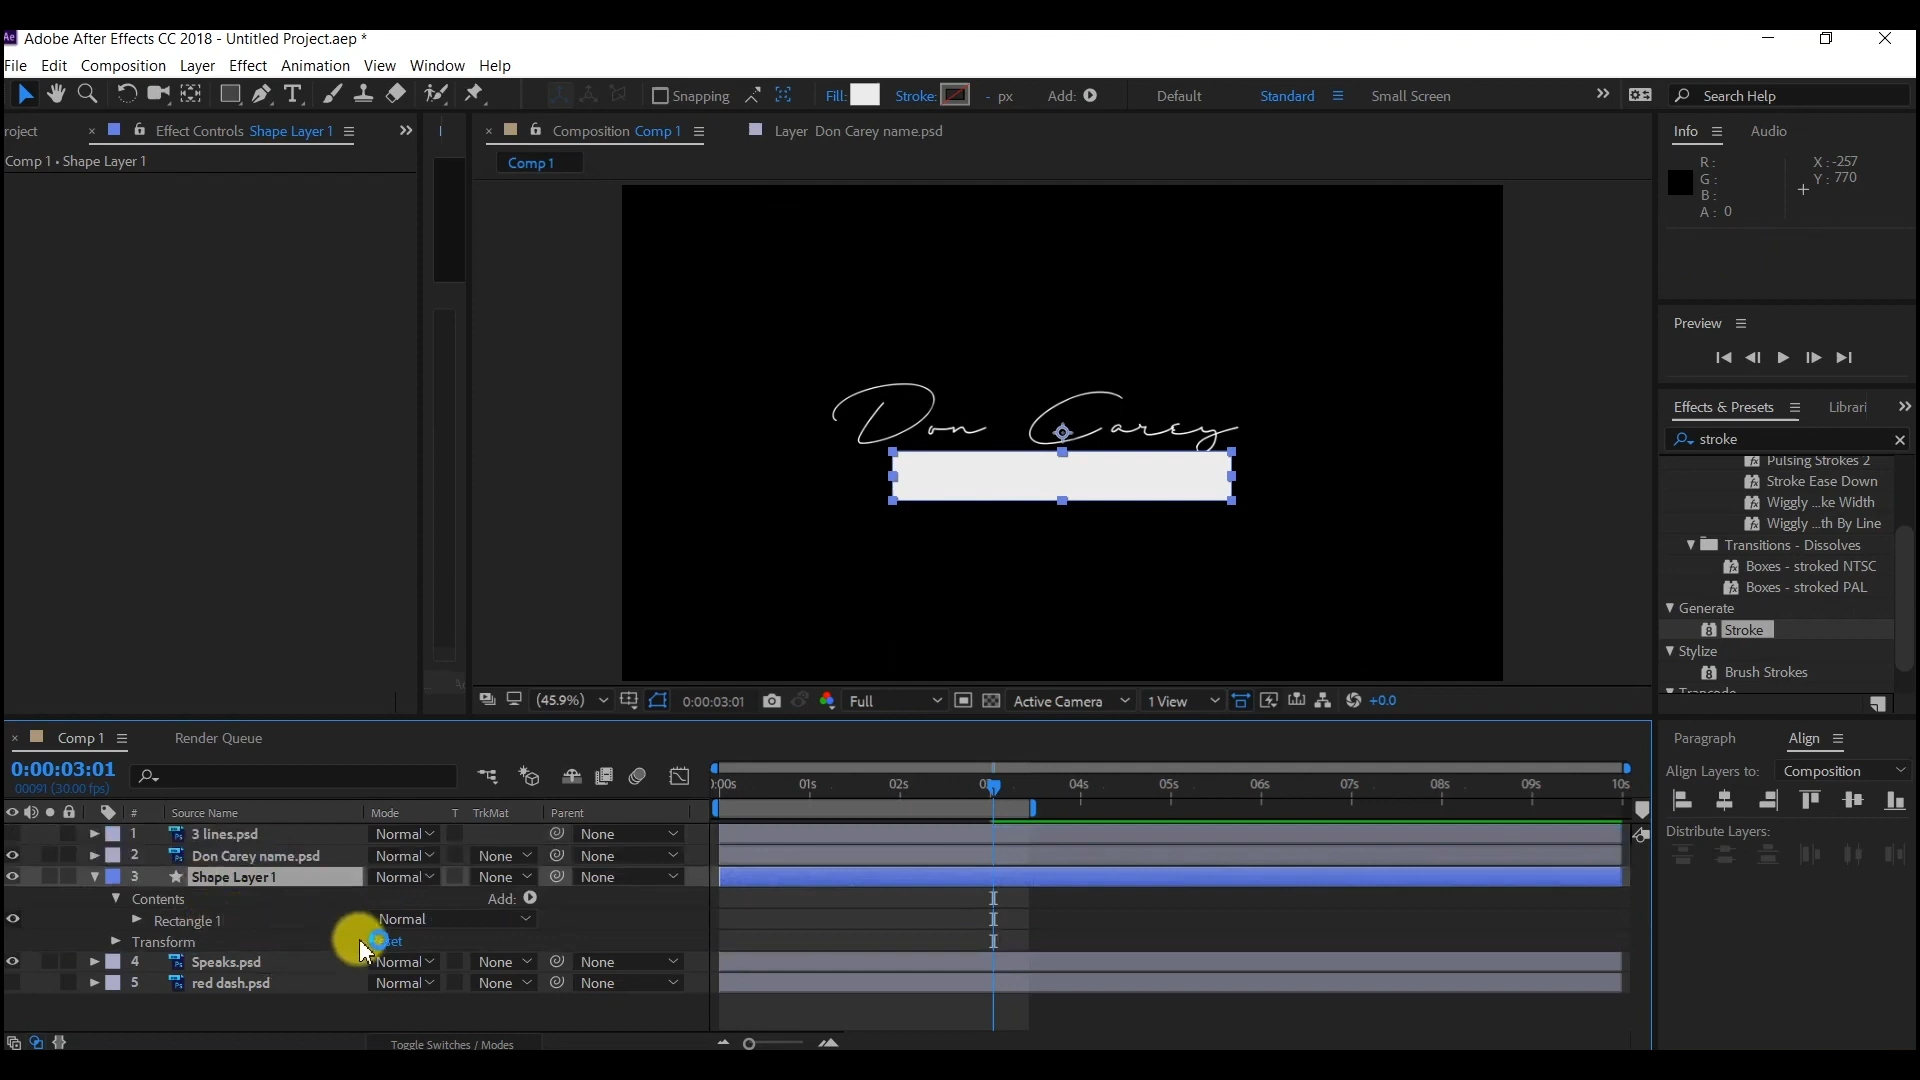 Adobe After Effects CC 2018 - Untitled Project.aep *
File Edit Composition Layer Effect Animation View Window Help
Snapping Fill: Stroke: - px Add: Default Standard Small Screen Search Help
roject × Effect Controls Shape Layer 1
Comp 1 • Shape Layer 1
× Composition Comp 1 Layer Don Carey name.psd
Comp 1
Info Audio
R:
G:
B:
A: 0
X: -257
Y: 770
Preview
Effects & Presets Librari
stroke
Pulsing Strokes 2
Stroke Ease Down
Wiggly ...ke Width
Wiggly ...th By Line
Transitions - Dissolves
Boxes - stroked NTSC
Boxes - stroked PAL
Generate
Stroke
Stylize
Brush Strokes
Don Carey
(45.9%) 0:00:03:01 Full Active Camera 1 View +0.0
× Comp 1 Render Queue
0:00:03:01
00091 (30.00 fps)
# Source Name Mode T TrkMat Parent
1 3 lines.psd Normal None
2 Don Carey name.psd Normal None None
3 Shape Layer 1 Normal None None
Contents Add:
Rectangle 1 Normal
Transform
4 Speaks.psd Normal None None
5 red dash.psd Normal None None
Toggle Switches / Modes
:00s 01s 02s 04s 05s 06s 07s 08s 09s 10s
Paragraph Align
Align Layers to: Composition
Distribute Layers: